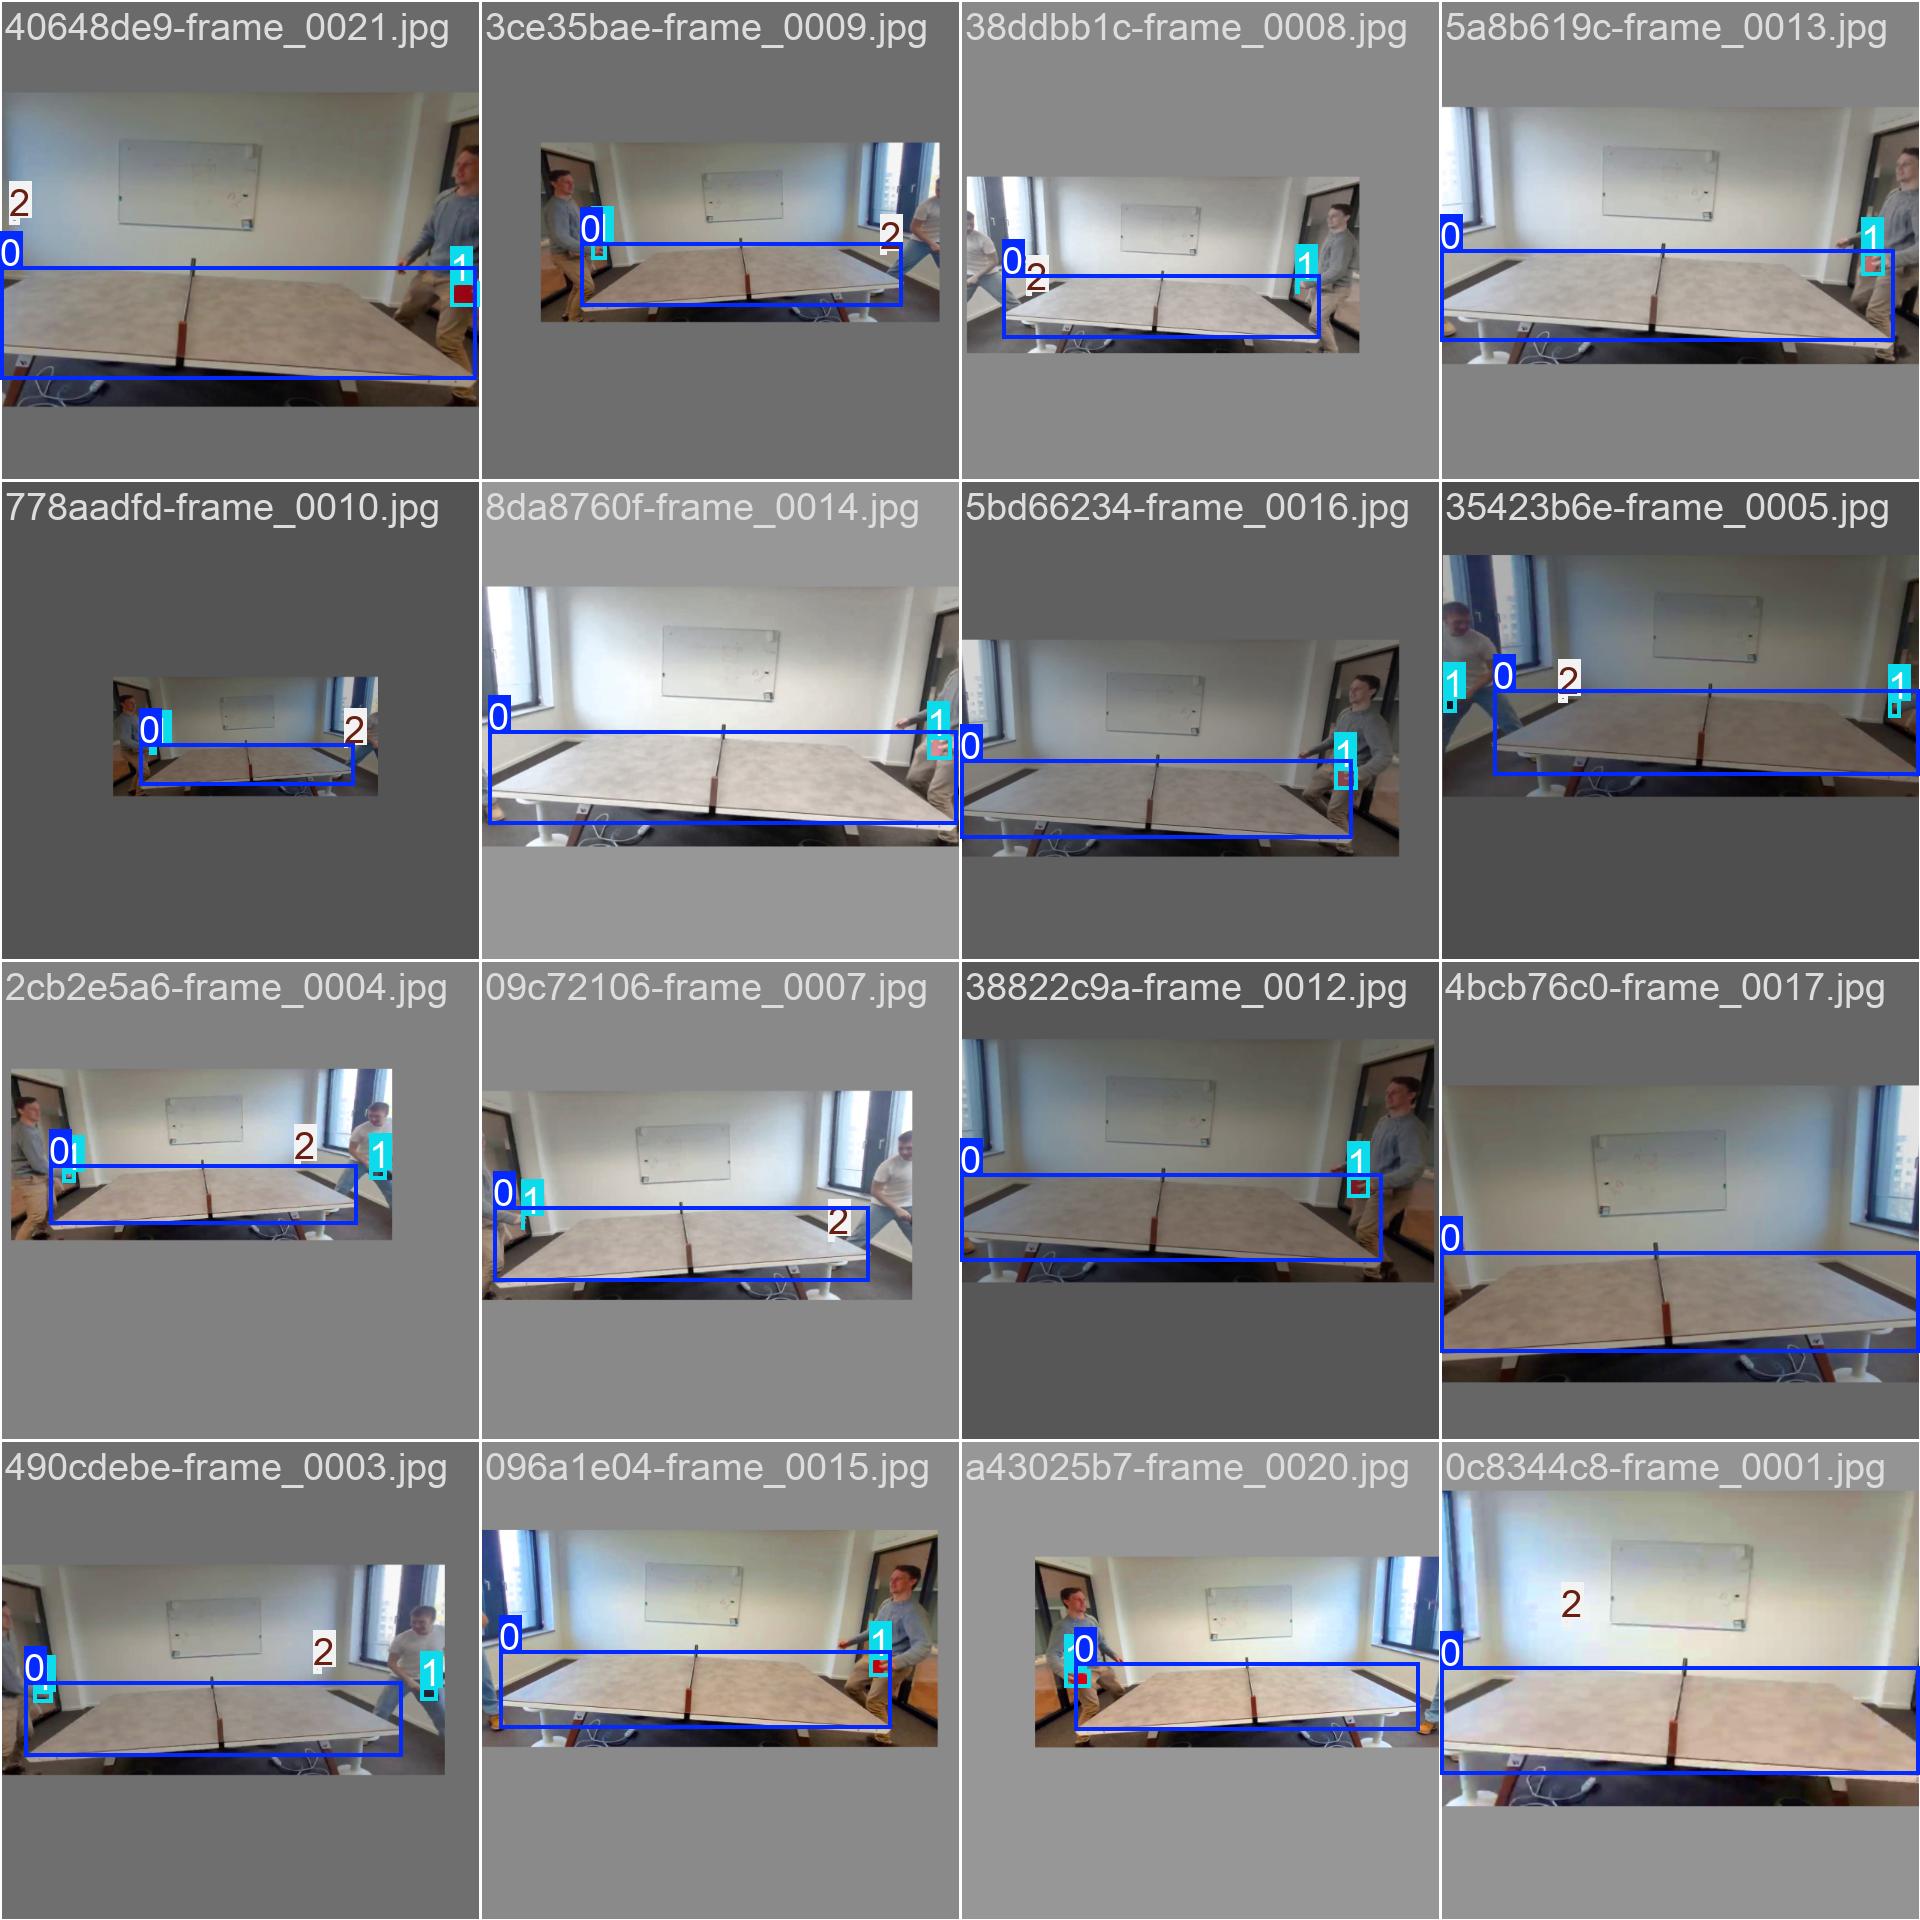 40648de9-frame_0021.jpg
2
0
1
3ce35bae-frame_0009.jpg
0
2
38ddbb1c-frame_0008.jpg
0
2
1
5a8b619c-frame_0013.jpg
0
1
778aadfd-frame_0010.jpg
0
2
8da8760f-frame_0014.jpg
0
1
5bd66234-frame_0016.jpg
0
1
35423b6e-frame_0005.jpg
1
0
2
1
2cb2e5a6-frame_0004.jpg
0
1
2
1
09c72106-frame_0007.jpg
0
1
2
38822c9a-frame_0012.jpg
0
1
4bcb76c0-frame_0017.jpg
0
490cdebe-frame_0003.jpg
0
2
1
096a1e04-frame_0015.jpg
0
1
a43025b7-frame_0020.jpg
1
0
0c8344c8-frame_0001.jpg
2
0